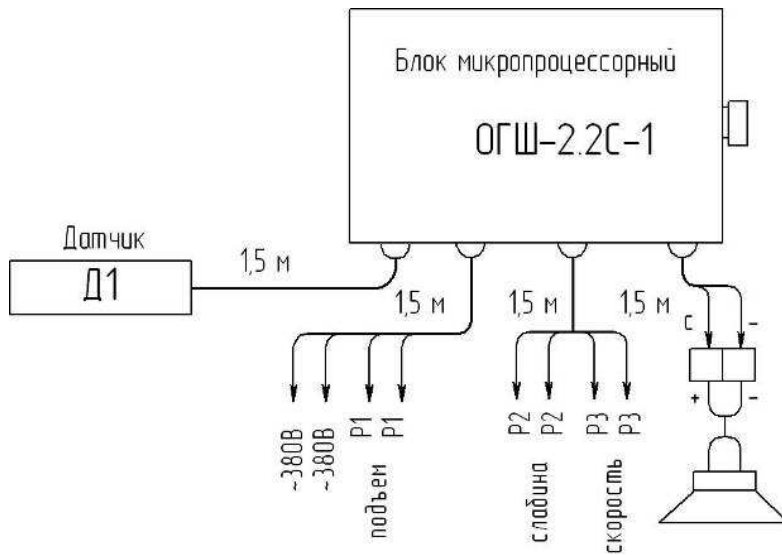 Блок микропроцессорный
ОГШ-2.2С-1
Датчик
Д1
1,5 м
1,5 м
1,5 м
1,5 м
С
-
+
-
~380В
~380В
Р1
Р1
подъем
Р2
Р2
слабина
Р3
Р3
скорость